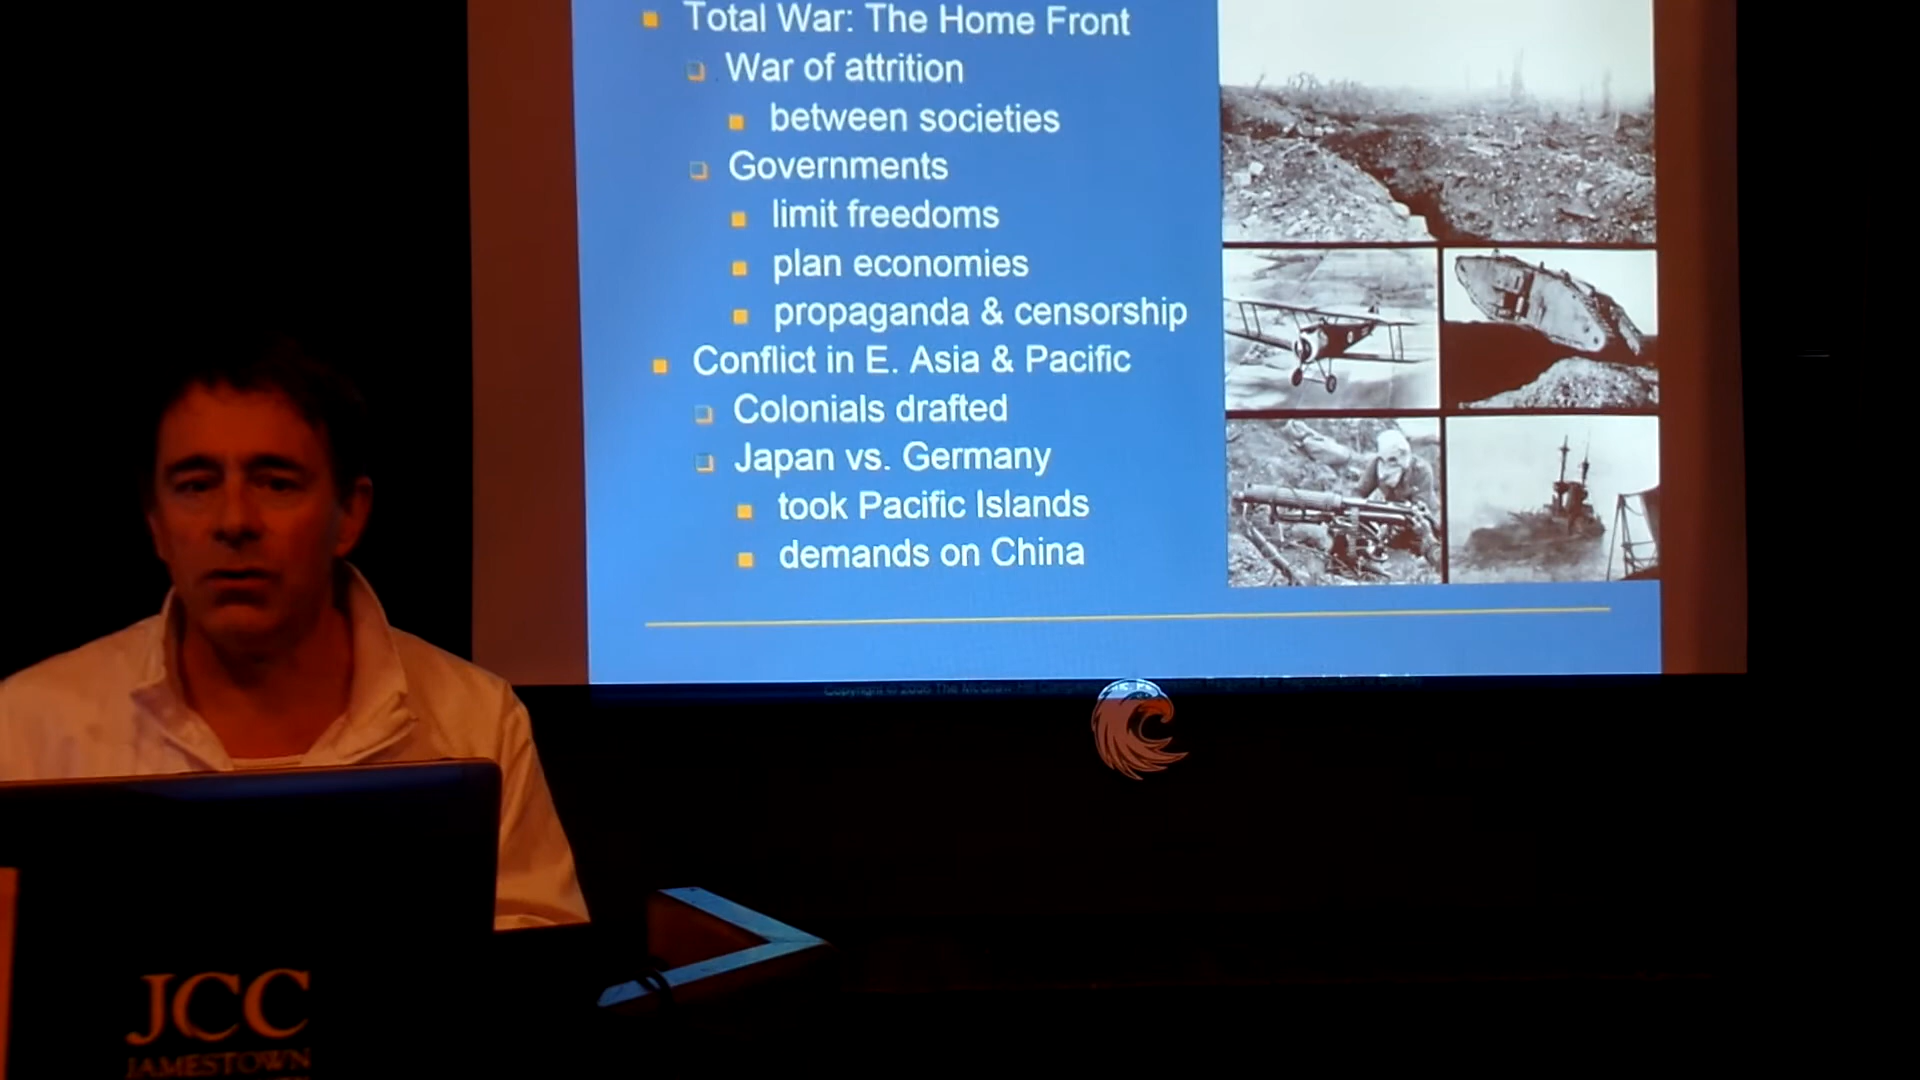 Total War: The Home Front
War of attrition
between societies
Governments
limit freedoms
plan economies
propaganda & censorship
Conflict in E. Asia & Pacific
Colonials drafted
Japan vs. Germany
took Pacific Islands
demands on China
JCC
JAMESTOWN